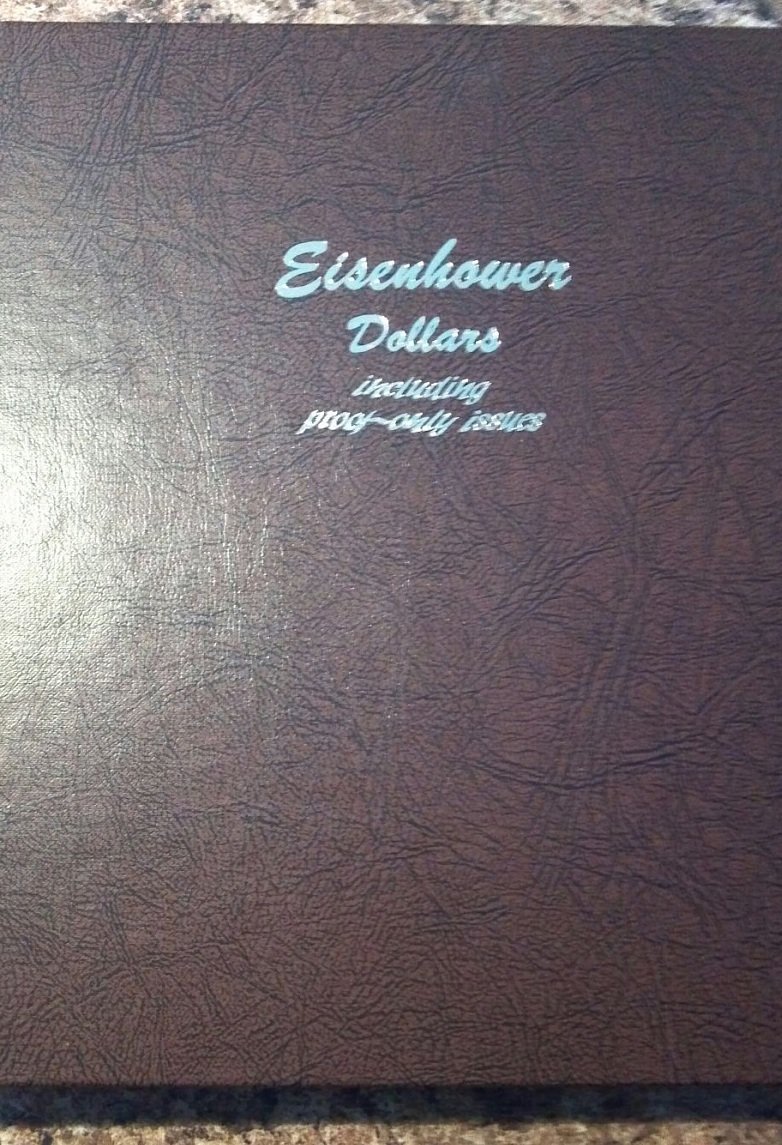 Eisenhower
Dollars
including
proof-only issues